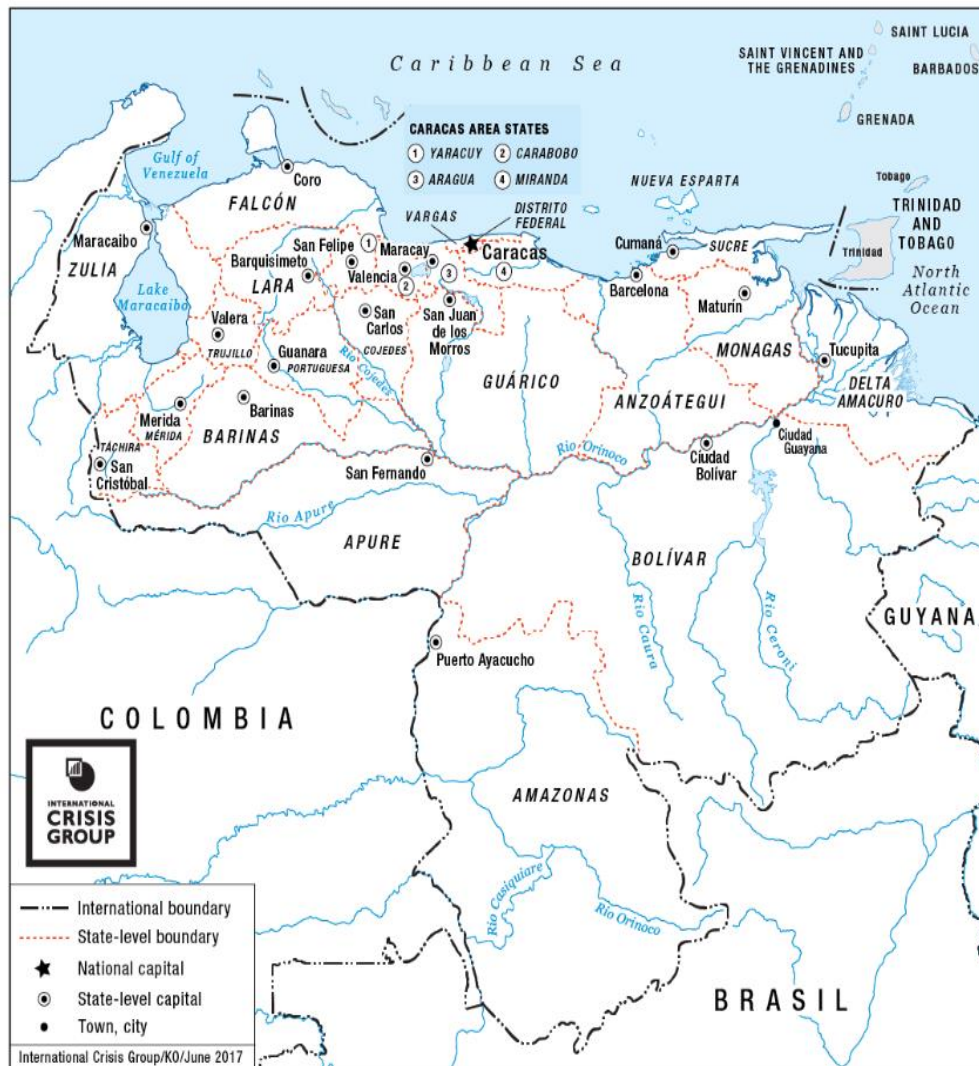 SAINT LUCIA
SAINT VINCENT AND
THE GRENADINES
BARBADOS
Caribbean Sea
GRENADA
CARACAS AREA STATES
1 YARACUY 2 CARABOBO
3 ARAGUA 4 MIRANDA
Gulf of
Venezuela
Coro
NUEVA ESPARTA
Tobago
FALCÓN
VARGAS
DISTRITO
FEDERAL
TRINIDAD
AND
TOBAGO
Maracaibo
ZULIA
San Felipe
1
Maracay
Caracas
Cumaná
SUCRE
Trinidad
Barquisimeto
LARA
Valencia
2
3
4
Barcelona
North
Atlantic
Ocean
Lake
Maracaibo
Maturín
San
Carlos
San Juan
de los
Morros
Valera
TRUJILLO
COJEDES
Guanara
PORTUGUESA
Rio Cojedes
MONAGAS
Tucupita
GUÁRICO
DELTA
AMACURO
Merida
MÉRIDA
Barinas
ANZOÁTEGUI
BARINAS
Ciudad
Guayana
TÁCHIRA
San
Cristóbal
San Fernando
Rio Orinoco
Ciudad
Bolívar
Rio Apure
APURE
BOLÍVAR
Rio Caura
Rio Ceroni
GUYANA
Puerto Ayacucho
COLOMBIA
INTERNATIONAL
CRISIS
GROUP
AMAZONAS
Rio Casiquiare
Rio Orinoco
BRASIL
International boundary
State-level boundary
National capital
State-level capital
Town, city
International Crisis Group/KO/June 2017